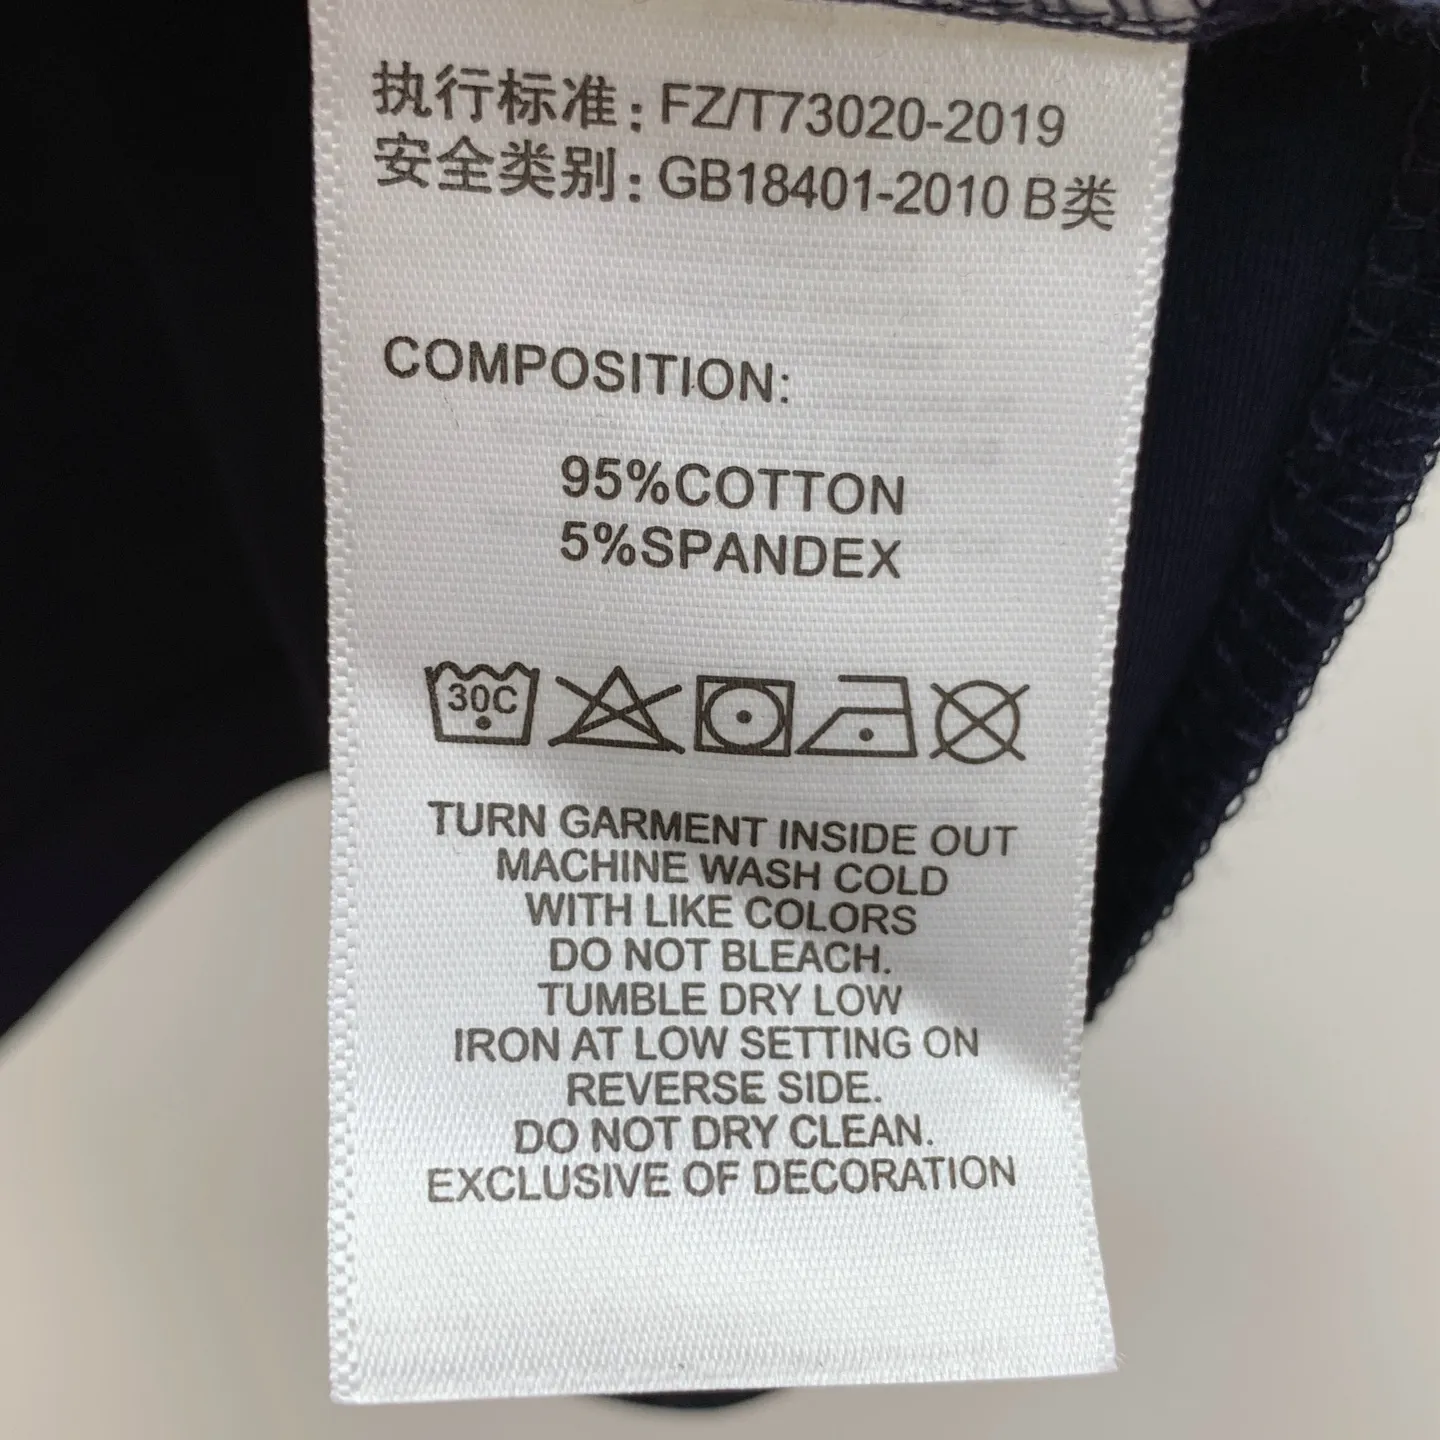 执行标准：FZ/T73020-2019
安全类别：GB18401-2010 B类
COMPOSITION:
95%COTTON
5%SPANDEX
30C
TURN GARMENT INSIDE OUT
MACHINE WASH COLD
WITH LIKE COLORS
DO NOT BLEACH.
TUMBLE DRY LOW
IRON AT LOW SETTING ON
REVERSE SIDE.
DO NOT DRY CLEAN.
EXCLUSIVE OF DECORATION